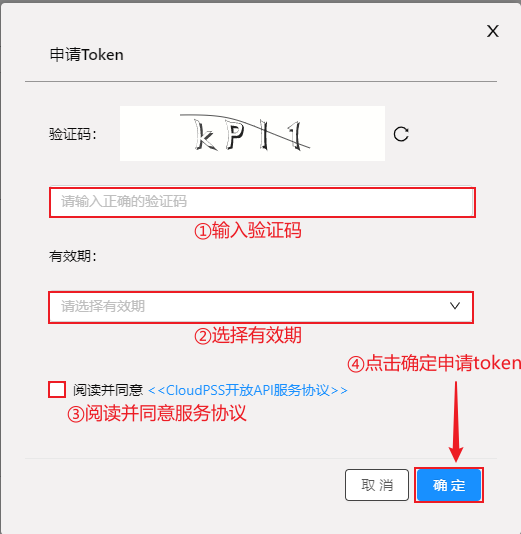 X
申请Token
验证码：
请输入正确的验证码
①输入验证码
有效期：
请选择有效期
②选择有效期
④点击确定申请token
阅读并同意 <<CloudPSS开放API服务协议>>
③阅读并同意服务协议
取 消
确 定